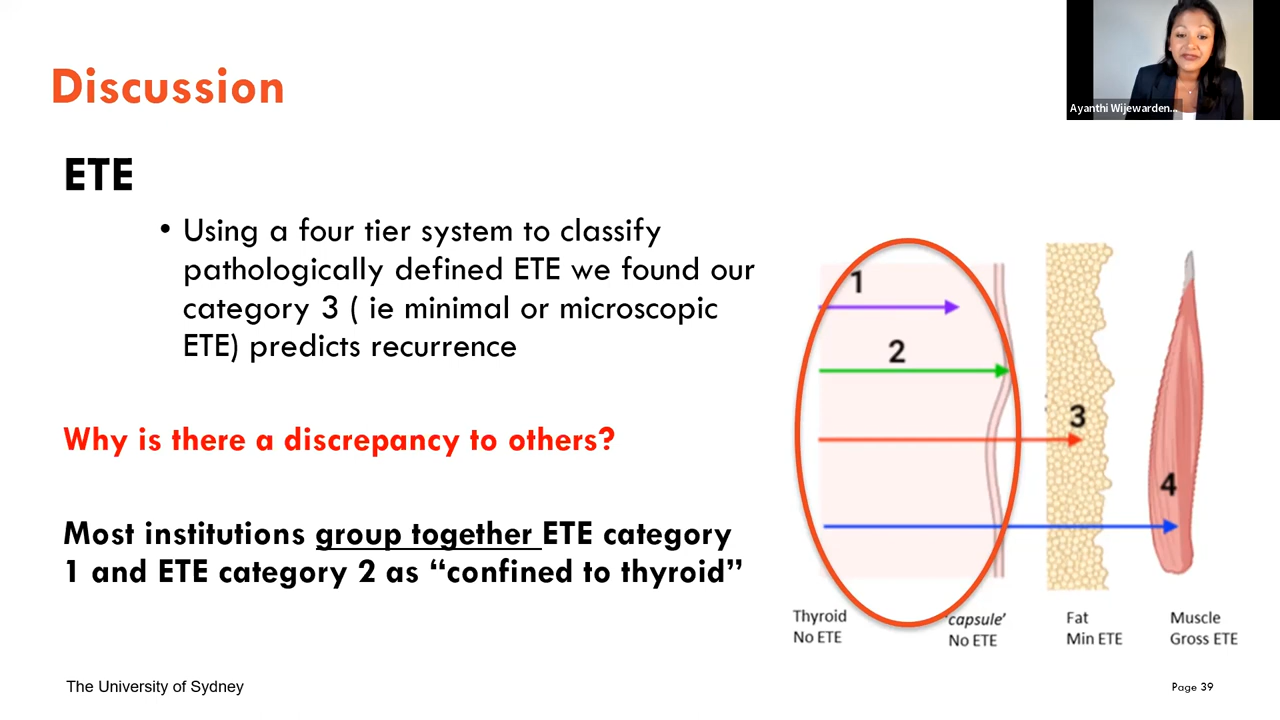 Discussion
Ayanthi Wijewarden...
ETE
• Using a four tier system to classify
pathologically defined ETE we found our
category 3 ( ie minimal or microscopic
ETE) predicts recurrence
Why is there a discrepancy to others?
Most institutions group together ETE category
1 and ETE category 2 as “confined to thyroid”
1
2
3
4
Thyroid
No ETE
‘capsule’
No ETE
Fat
Min ETE
Muscle
Gross ETE
The University of Sydney
Page 39